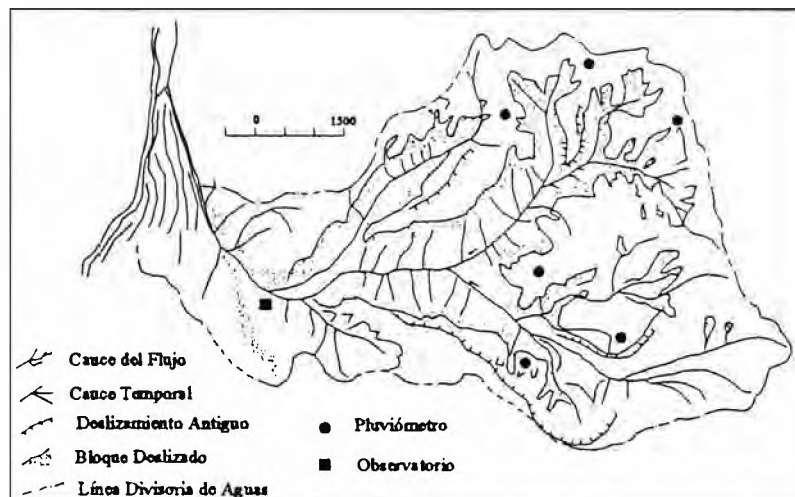 0 1500
Cauce del Flujo
Cauce Temporal
Deslizamiento Antiguo
Bloque Deslizado
Línea Divisoria de Aguas
Pluviómetro
Observatorio